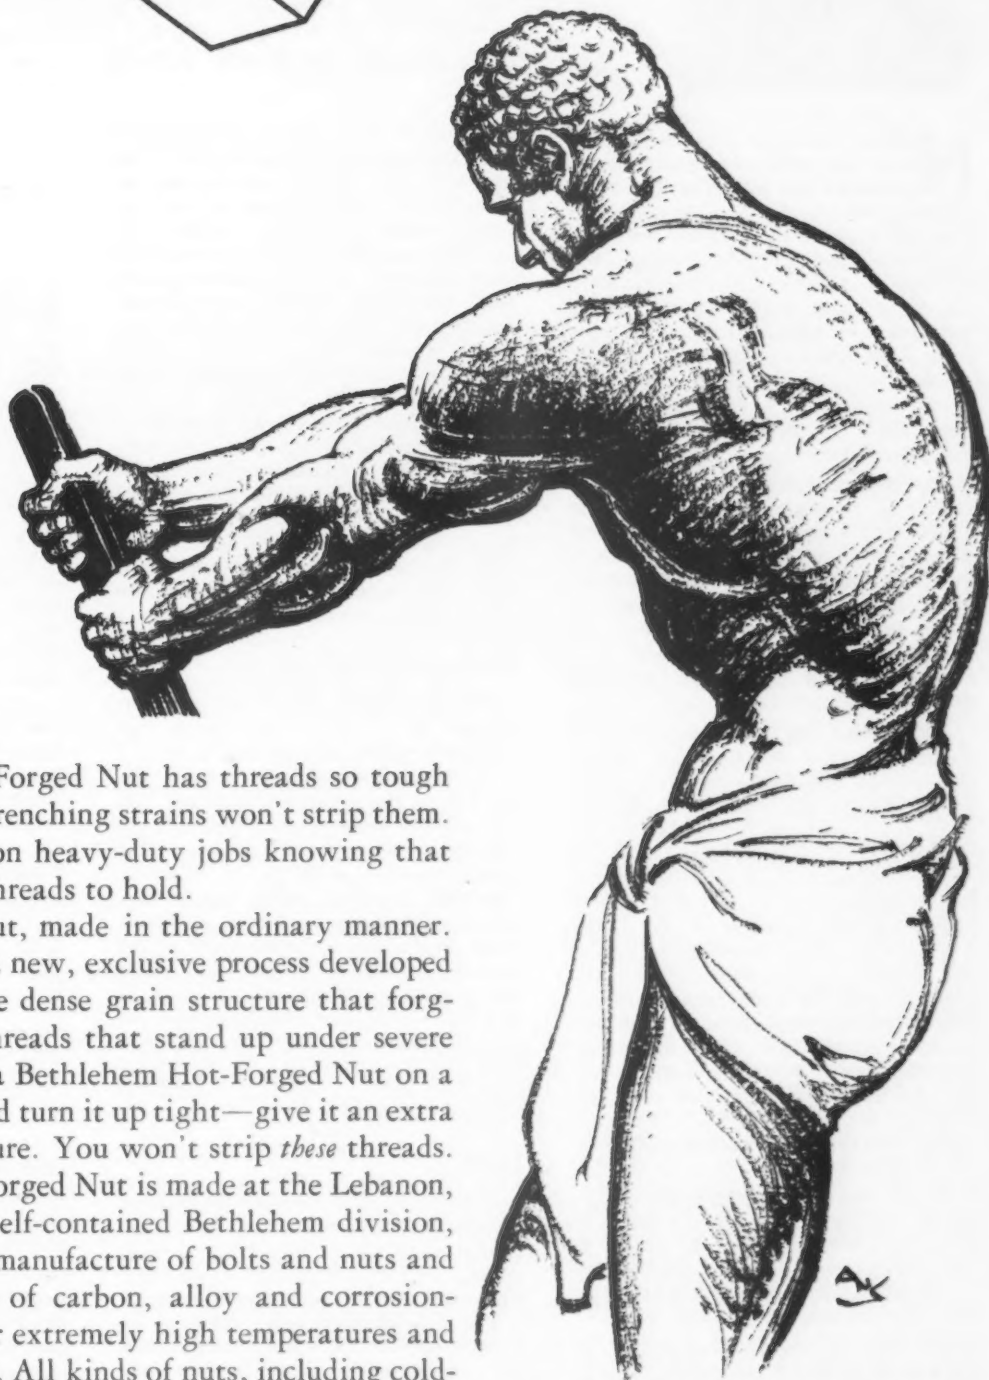 Forged Nut has threads so tough
renching strains won't strip them.
on heavy-duty jobs knowing that
hreads to hold.
ut, made in the ordinary manner.
new, exclusive process developed
e dense grain structure that forg-
reads that stand up under severe
a Bethlehem Hot-Forged Nut on a
d turn it up tight—give it an extra
ure. You won't strip these threads.
orged Nut is made at the Lebanon,
elf-contained Bethlehem division,
manufacture of bolts and nuts and
of carbon, alloy and corrosion-
r extremely high temperatures and
. All kinds of nuts, including cold-